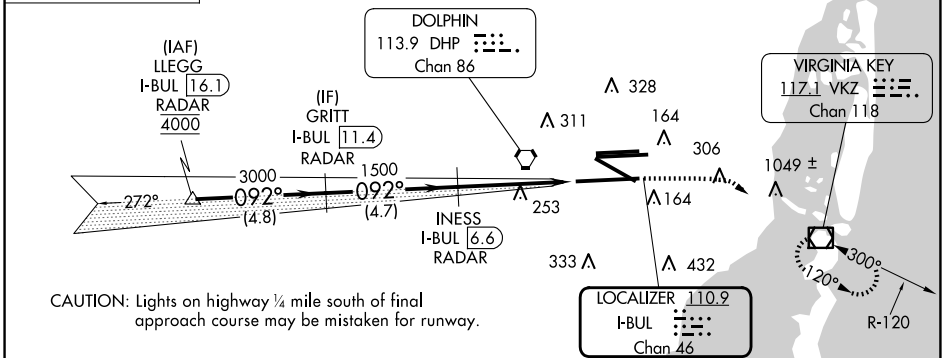 DOLPHIN
113.9 DHP
Chan 86
(IAF)
LLEGG
I-BUL 16.1
RADAR
4000
(IF)
GRITT
I-BUL 11.4
RADAR
VIRGINIA KEY
117.1 VKZ
Chan 118
328
311
164
306
1049 ±
272°
3000
092°
(4.8)
1500
092°
(4.7)
253
164
INESS
I-BUL 6.6
RADAR
333
432
300°
120°
R-120
CAUTION: Lights on highway ¼ mile south of final
approach course may be mistaken for runway.
LOCALIZER 110.9
I-BUL
Chan 46